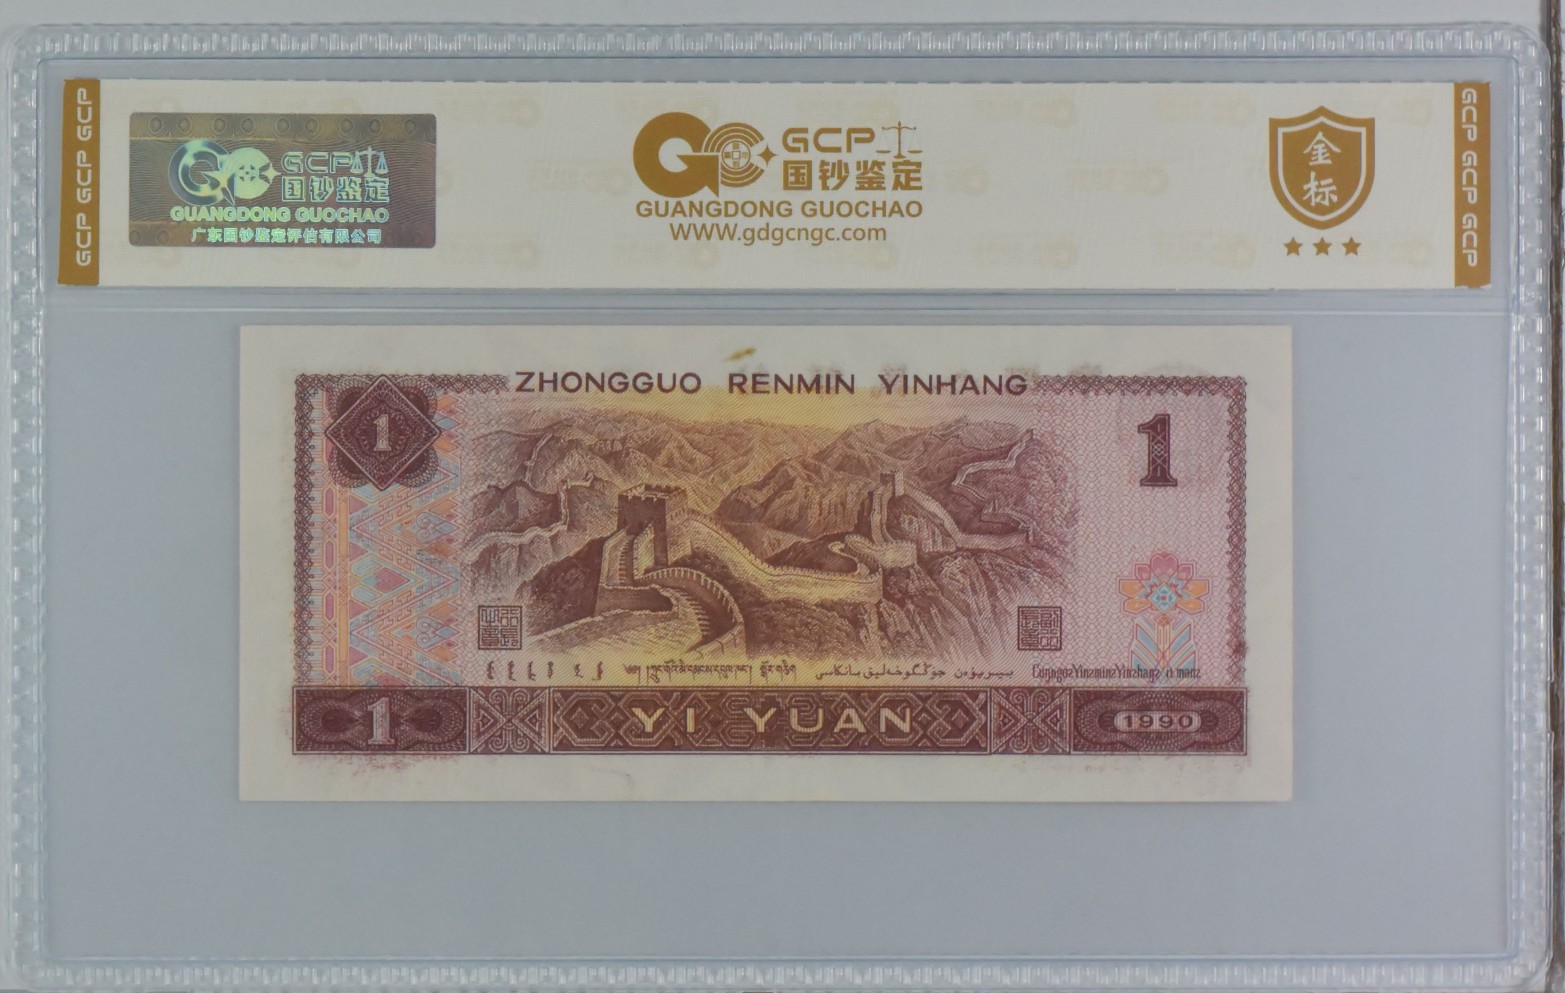 GCP GCP GCP
GCP
国钞鉴定
GUANGDONG GUOCHAO
广东国钞鉴定评估有限公司
GCP
国钞鉴定
GUANGDONG GUOCHAO
WWW.gdgcngc.com
金
标
GCP GCP GCP
ZHONGGUO RENMIN YINHANG
1
1
1 YI YUAN 1990